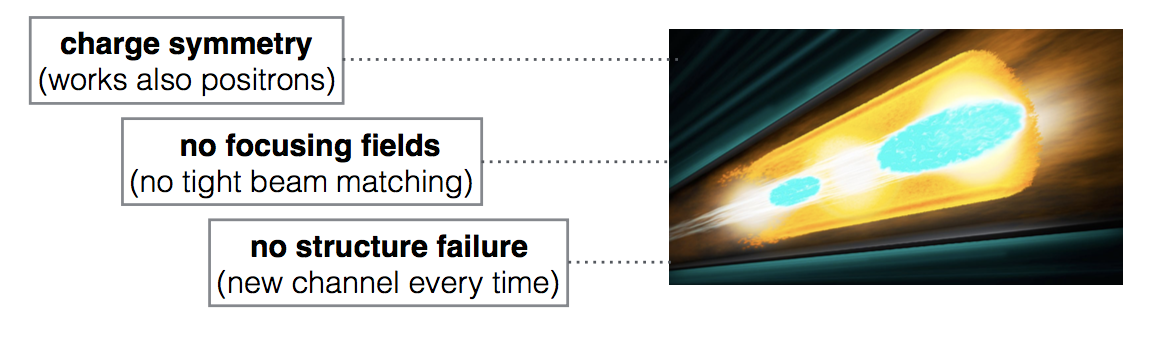 charge symmetry
(works also positrons)
no focusing fields
(no tight beam matching)
no structure failure
(new channel every time)